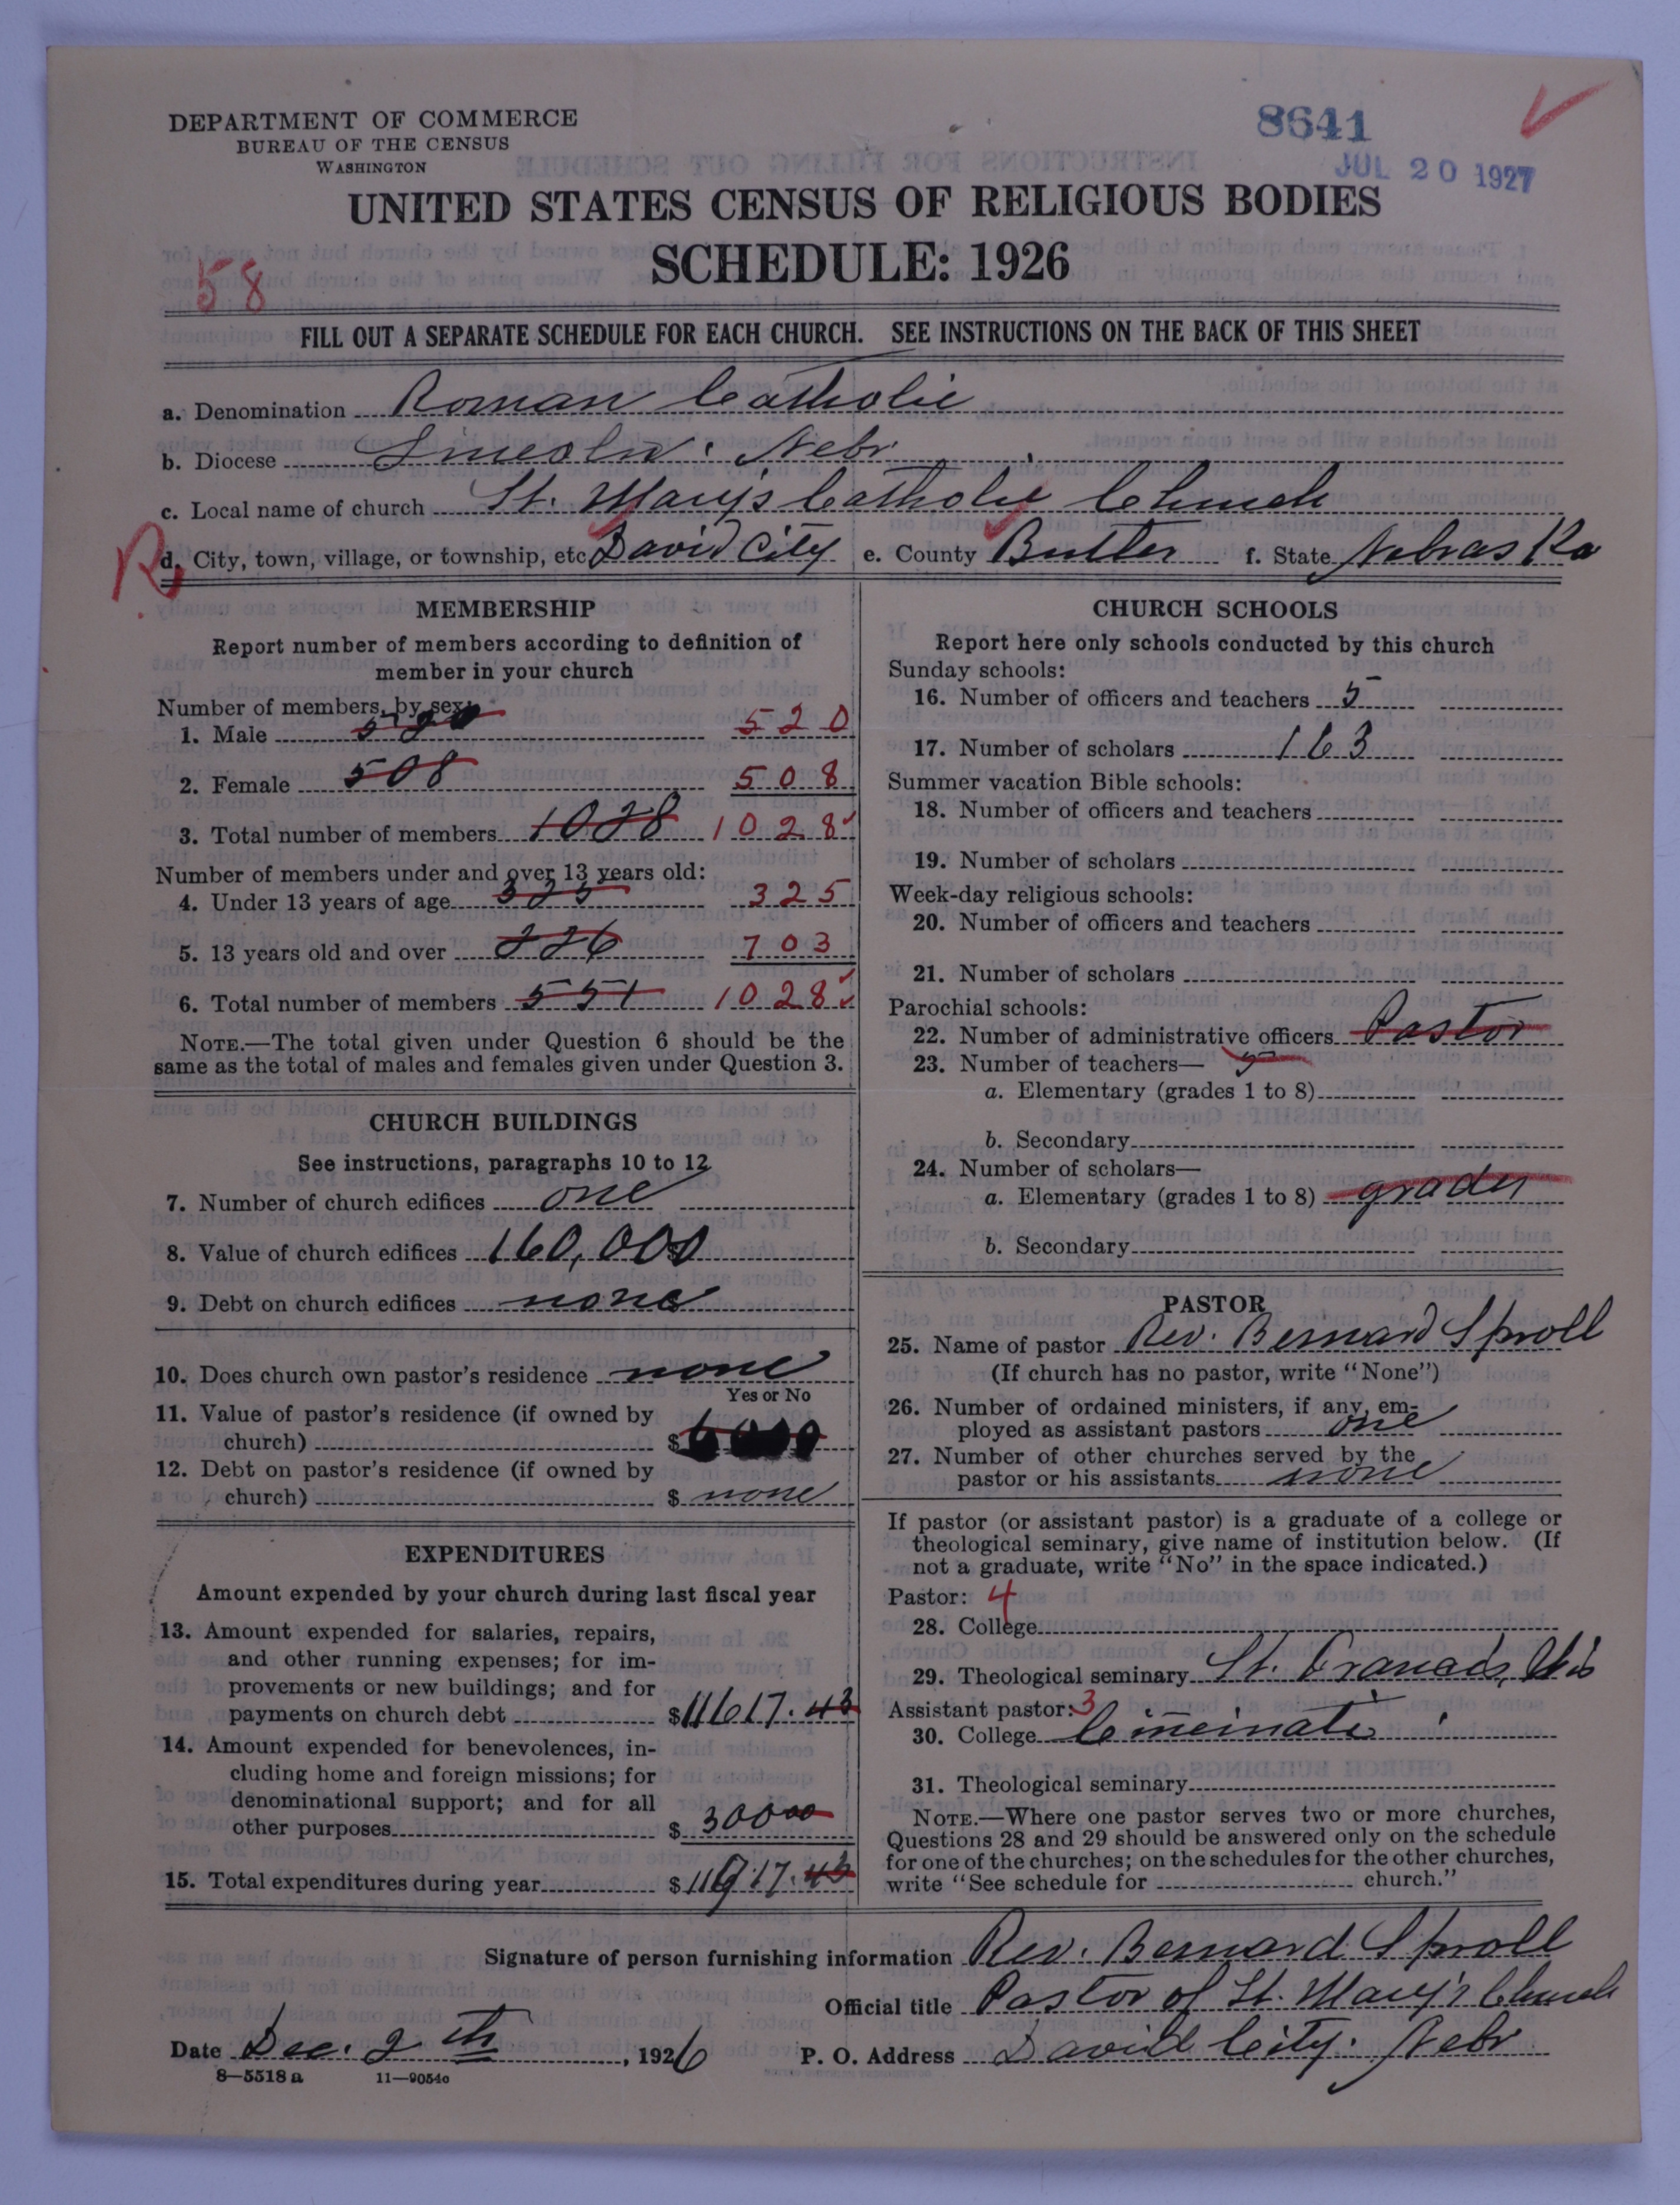 DEPARTMENT OF COMMERCE
BUREAU OF THE CENSUS
WASHINGTON
8641
JUL 20 1927
UNITED STATES CENSUS OF RELIGIOUS BODIES
SCHEDULE: 1926
58
FILL OUT A SEPARATE SCHEDULE FOR EACH CHURCH. SEE INSTRUCTIONS ON THE BACK OF THIS SHEET
a. Denomination Roman Catholic
b. Diocese Lincoln. Nebr
c. Local name of church St. Mary's Catholic Church
R
d. City, town, village, or township, etc David City e. County Butler f. State Nebraska
MEMBERSHIP
Report number of members according to definition of
member in your church
Number of members, by sex:
1. Male 520 520
2. Female 508 508
3. Total number of members 1028 1028
Number of members under and over 13 years old:
4. Under 13 years of age 325 325
5. 13 years old and over 226 703
6. Total number of members 551 1028
NOTE.—The total given under Question 6 should be the
same as the total of males and females given under Question 3.
CHURCH BUILDINGS
See instructions, paragraphs 10 to 12
7. Number of church edifices one
8. Value of church edifices $160,000
9. Debt on church edifices none
10. Does church own pastor's residence none
Yes or No
11. Value of pastor's residence (if owned by
church) $
12. Debt on pastor's residence (if owned by
church) $ none
EXPENDITURES
Amount expended by your church during last fiscal year
13. Amount expended for salaries, repairs,
and other running expenses; for im-
provements or new buildings; and for
payments on church debt $11617.43
14. Amount expended for benevolences, in-
cluding home and foreign missions; for
denominational support; and for all
other purposes $ 300 00
15. Total expenditures during year $11917.43
CHURCH SCHOOLS
Report here only schools conducted by this church
Sunday schools:
16. Number of officers and teachers 5
17. Number of scholars 163
Summer vacation Bible schools:
18. Number of officers and teachers
19. Number of scholars
Week-day religious schools:
20. Number of officers and teachers
21. Number of scholars
Parochial schools:
22. Number of administrative officers Pastor
23. Number of teachers— 5
a. Elementary (grades 1 to 8)
b. Secondary
24. Number of scholars—
a. Elementary (grades 1 to 8) grades
b. Secondary
PASTOR
25. Name of pastor Rev. Bernard Sproll
(If church has no pastor, write "None")
26. Number of ordained ministers, if any, em-
ployed as assistant pastors one
27. Number of other churches served by the
pastor or his assistants none
If pastor (or assistant pastor) is a graduate of a college or
theological seminary, give name of institution below. (If
not a graduate, write "No" in the space indicated.)
Pastor: 4
28. College
29. Theological seminary St. Francis, Wis
Assistant pastor: 3
30. College Cincinati
31. Theological seminary
NOTE.—Where one pastor serves two or more churches,
Questions 28 and 29 should be answered only on the schedule
for one of the churches; on the schedules for the other churches,
write "See schedule for church."
Signature of person furnishing information Rev. Bernard Sproll
Official title Pastor of St. Mary's Church
Date Dec. 2th, 1926 P. O. Address David City. Nebr
8—5518a 11—9054c